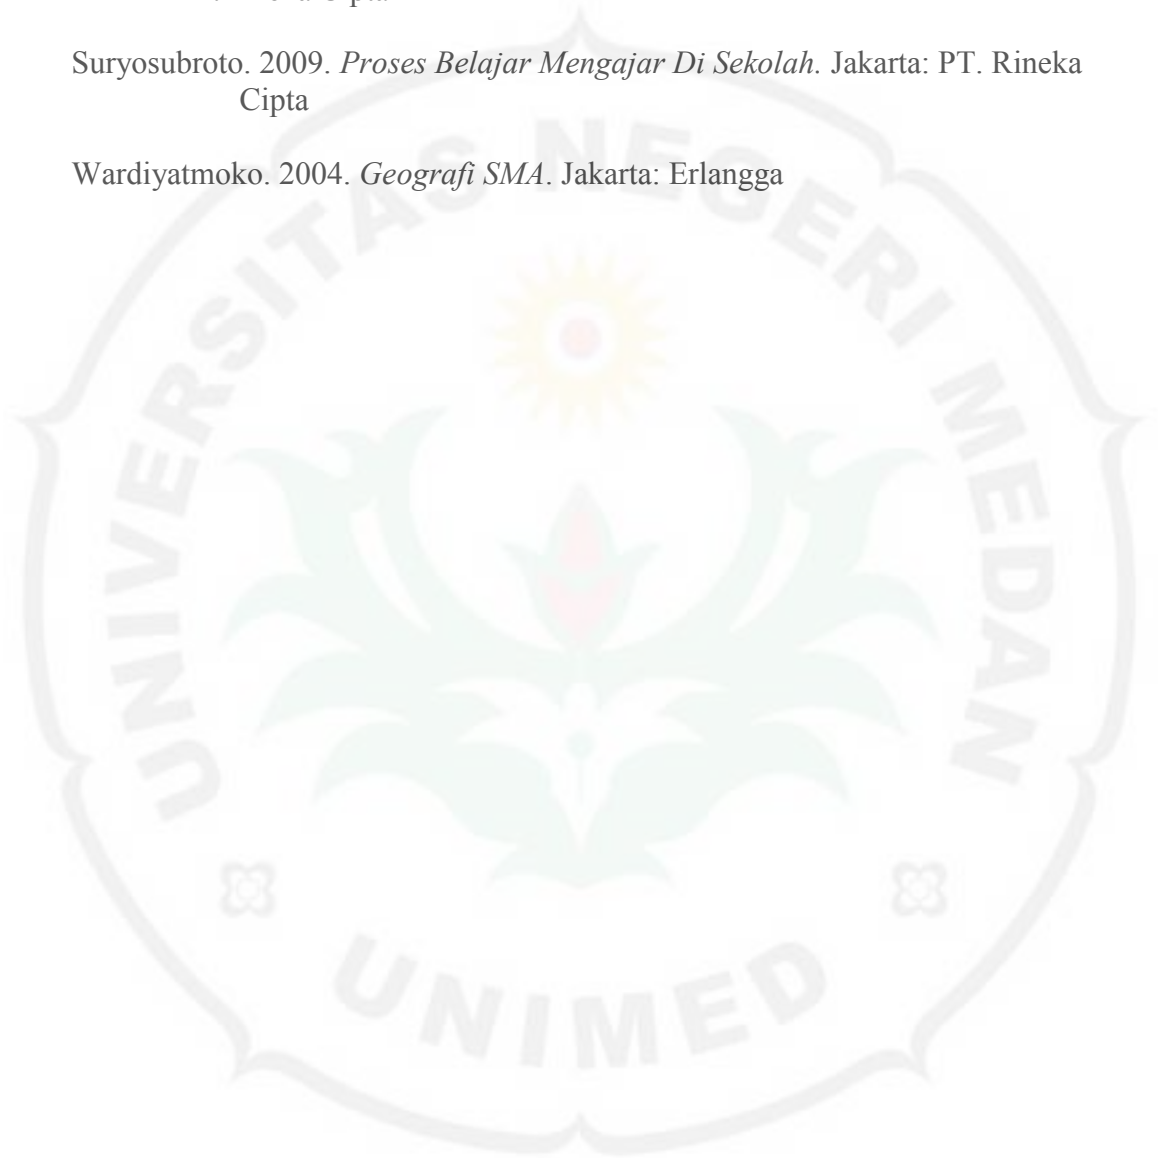 Suryosubroto. 2009. Proses Belajar Mengajar Di Sekolah. Jakarta: PT. Rineka
Cipta
Wardiyatmoko. 2004. Geografi SMA. Jakarta: Erlangga
UNIVERSITAS NEGERI MEDAN
UNIMED